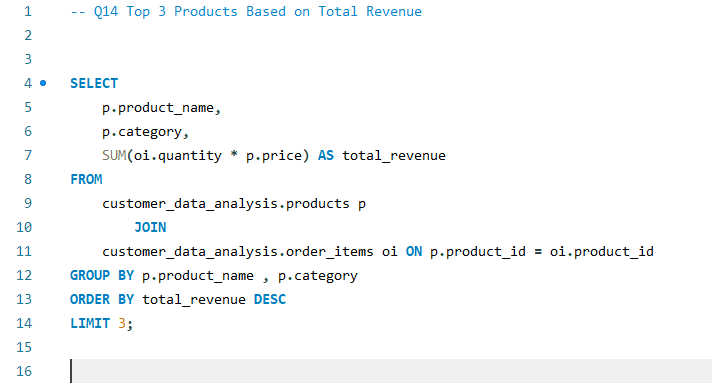 1 -- Q14 Top 3 Products Based on Total Revenue
2
3
4 SELECT
5 p.product_name,
6 p.category,
7 SUM(oi.quantity * p.price) AS total_revenue
8 FROM
9 customer_data_analysis.products p
10 JOIN
11 customer_data_analysis.order_items oi ON p.product_id = oi.product_id
12 GROUP BY p.product_name , p.category
13 ORDER BY total_revenue DESC
14 LIMIT 3;
15
16